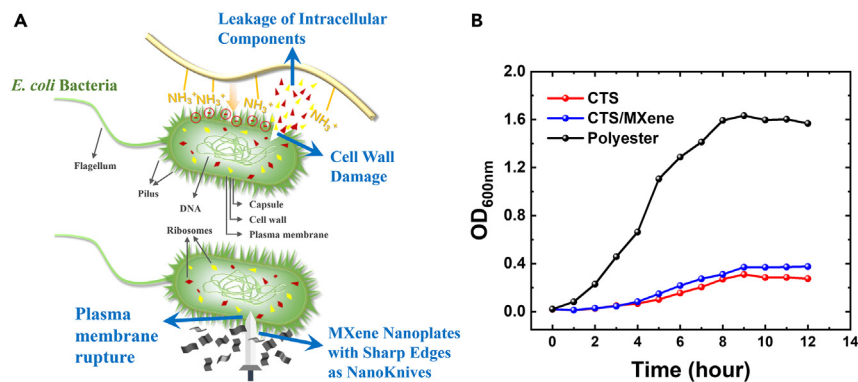 A
Leakage of Intracellular
Components
E. coli Bacteria
NH₃⁺
NH₃⁺
NH₃⁺
NH₃⁺
Flagellum
Pilus
DNA
Ribosomes
Capsule
Cell wall
Plasma membrane
Cell Wall
Damage
Plasma
membrane
rupture
MXene Nanoplates
with Sharp Edges
as NanoKnives
B
CTS
CTS/MXene
Polyester
OD600nm
2.0
1.6
1.2
0.8
0.4
0.0
0 2 4 6 8 10 12 14
Time (hour)